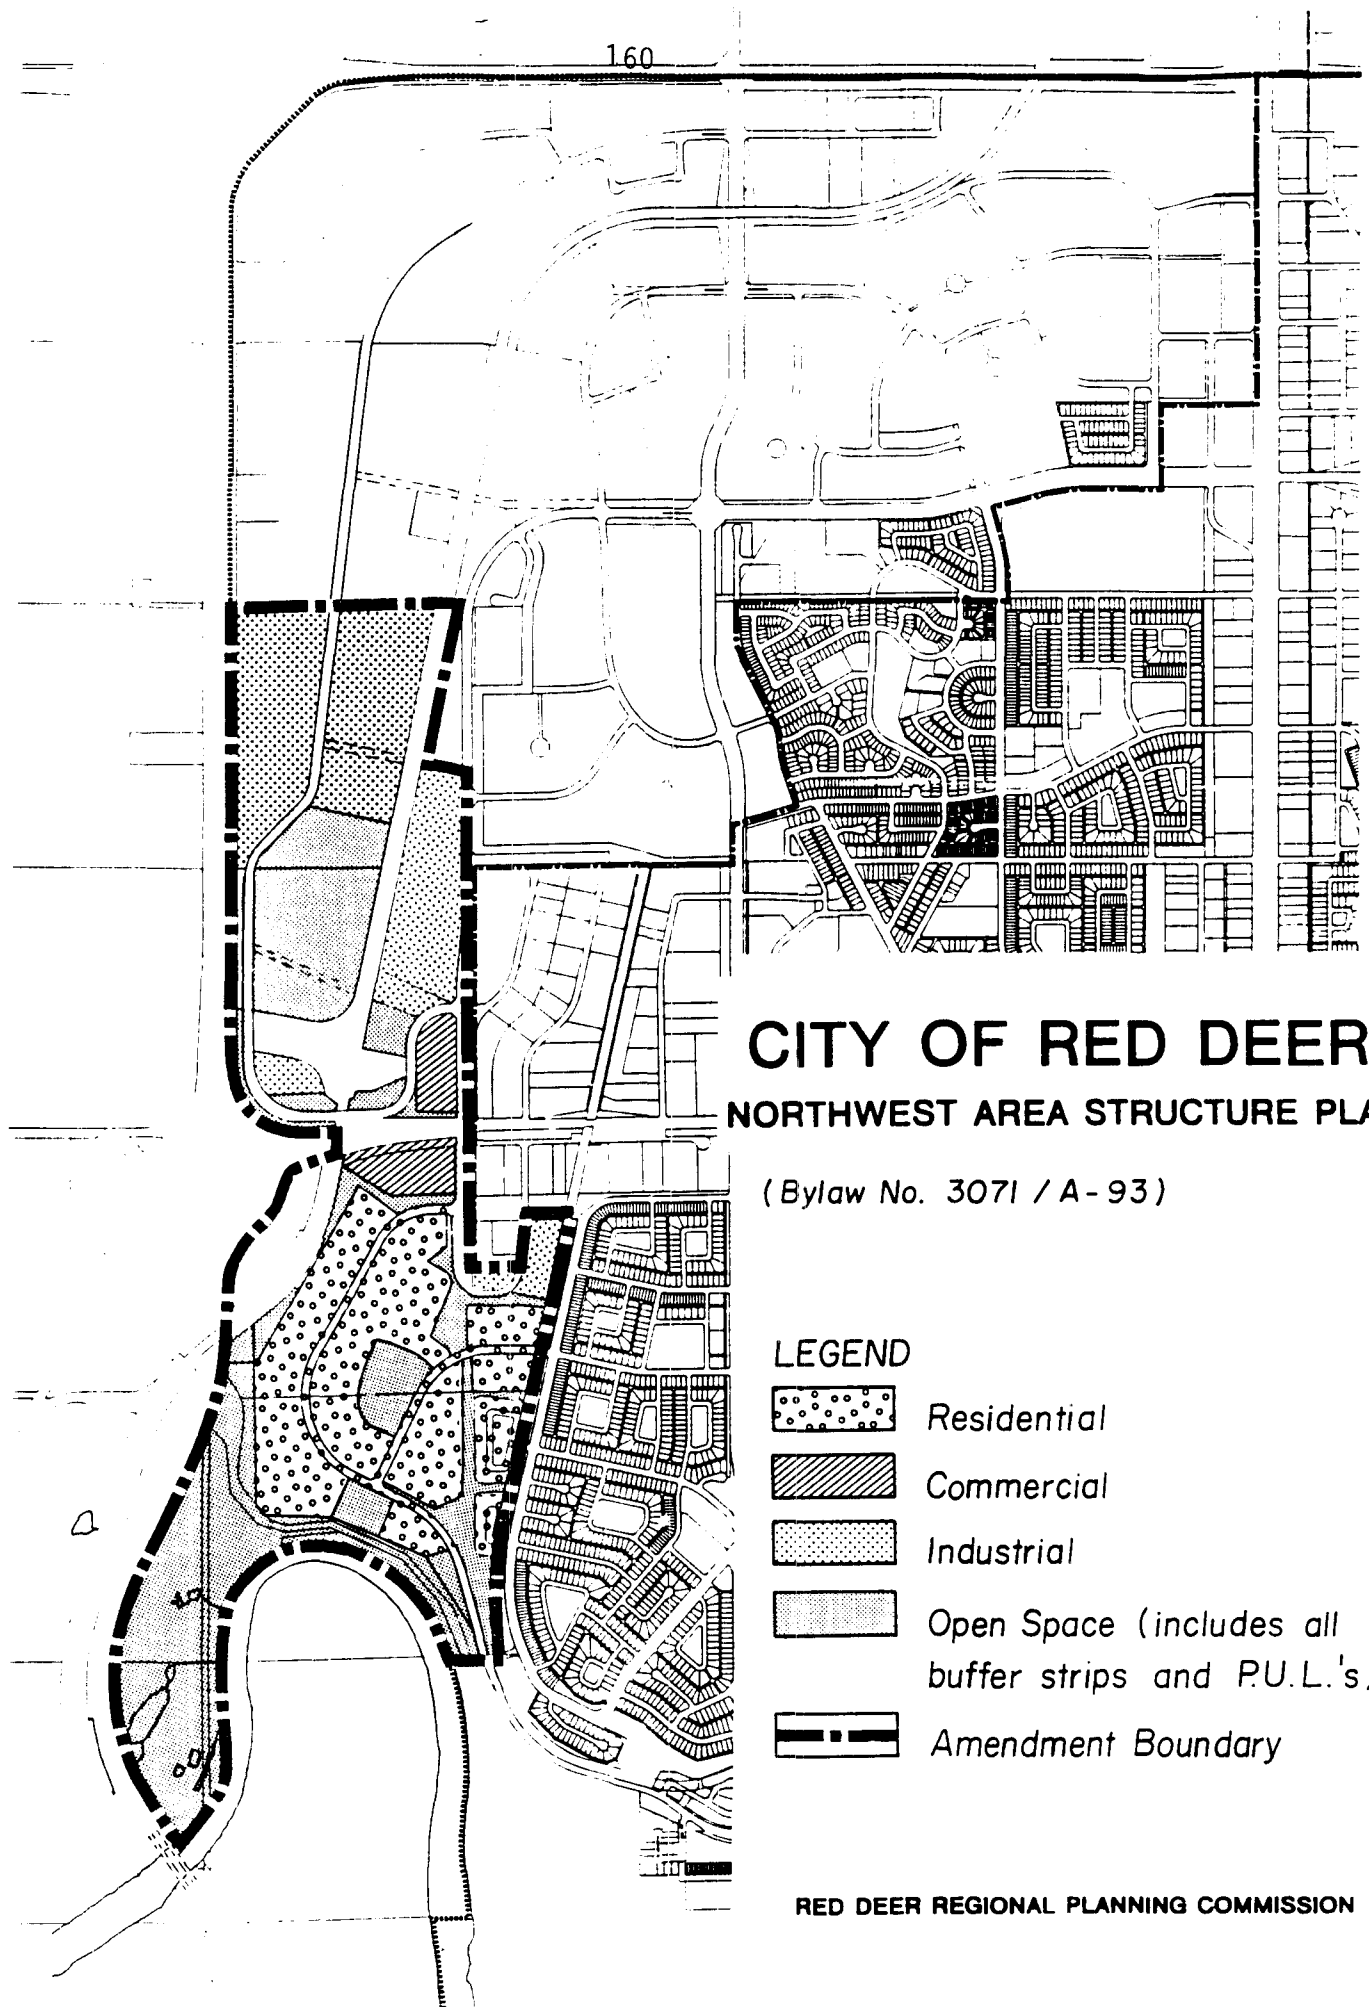 160
CITY OF RED DEER
NORTHWEST AREA STRUCTURE PLA
(Bylaw No. 3071 / A-93)
LEGEND
Residential
Commercial
Industrial
Open Space (includes all
buffer strips and P.U.L.'s
Amendment Boundary
RED DEER REGIONAL PLANNING COMMISSION